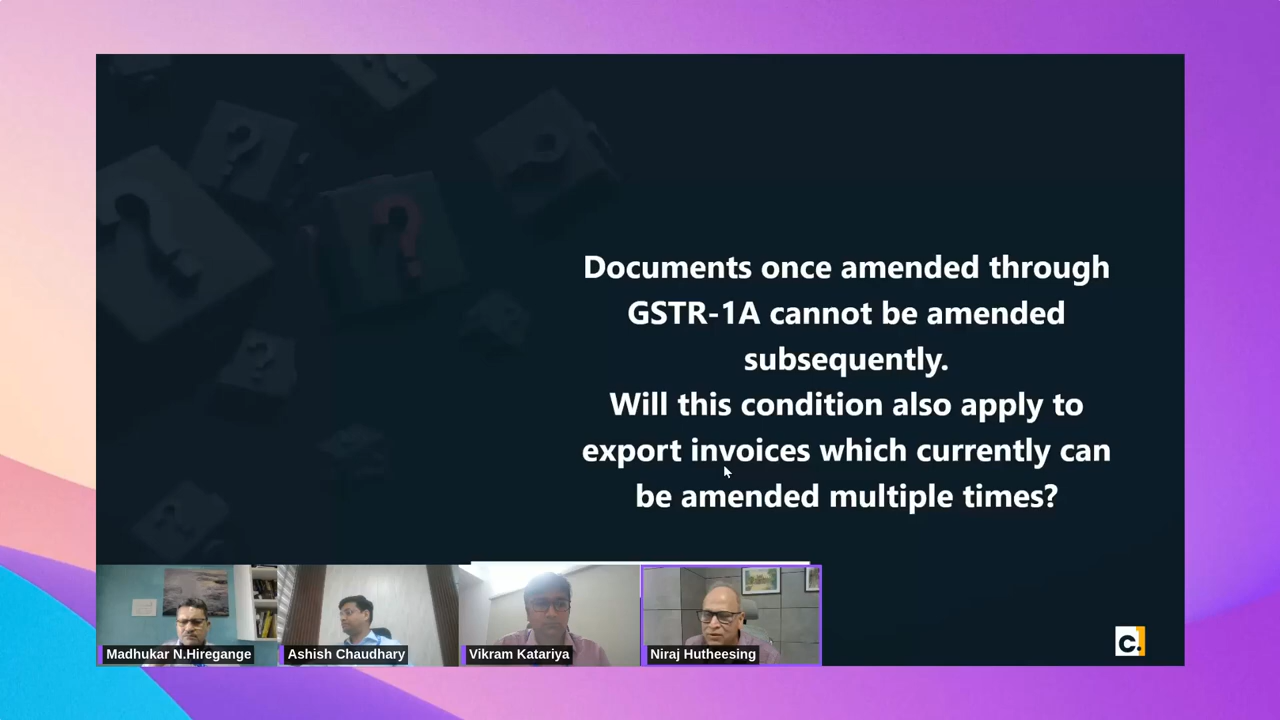 Documents once amended through
GSTR-1A cannot be amended
subsequently.
Will this condition also apply to
export invoices which currently can
be amended multiple times?
Madhukar N.Hiregange
Ashish Chaudhary
Vikram Katariya
Niraj Hutheesing
c.